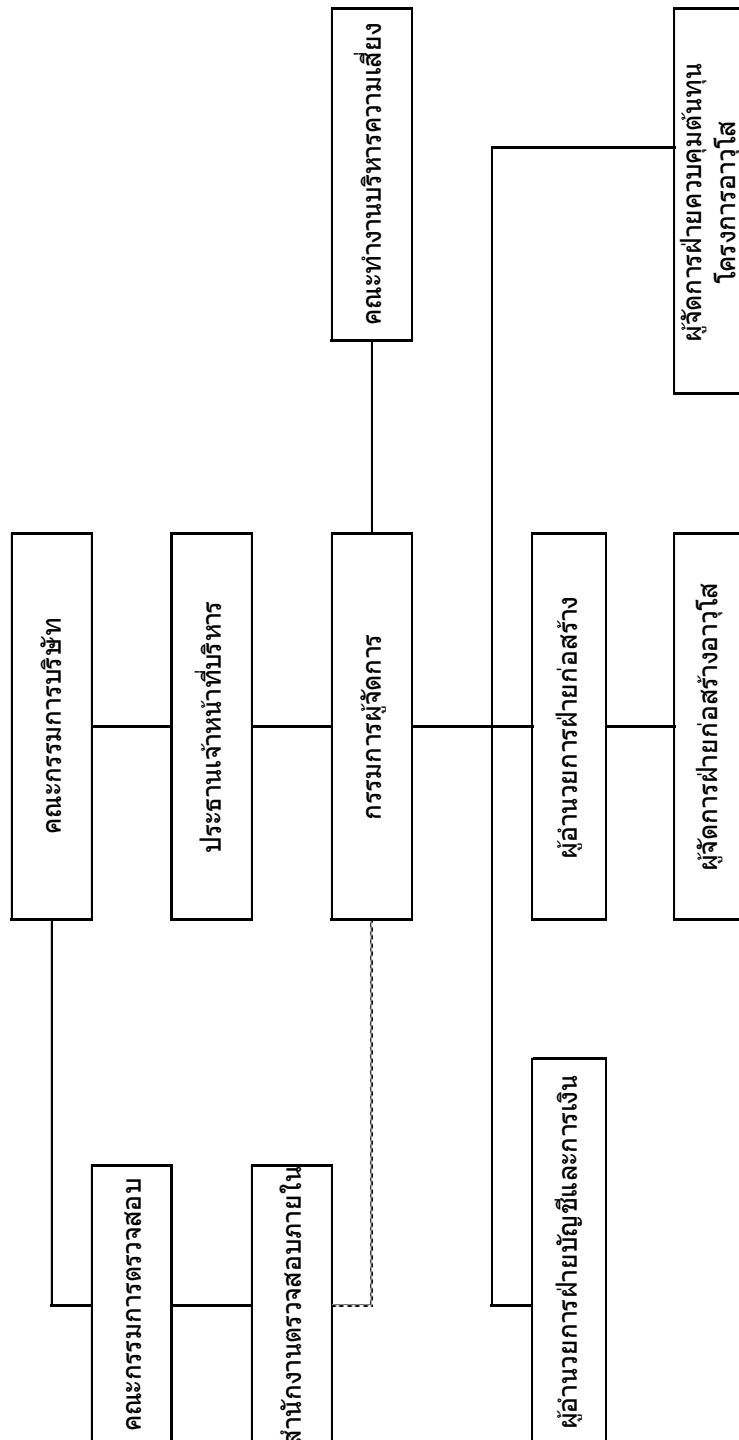 คณะกรรมการบริษัท
คณะกรรมการตรวจสอบ
ประธานเจ้าหน้าที่บริหาร
สำนักงานตรวจสอบภายใน
กรรมการผู้จัดการ
คณะทำงานบริหารความเสี่ยง
ผู้อำนวยการฝ่ายบัญชีและการเงิน
ผู้อำนวยการฝ่ายก่อสร้าง
ผู้จัดการฝ่ายก่อสร้างอาวุโส
ผู้จัดการฝ่ายควบคุมต้นทุน
โครงการอาวุโส